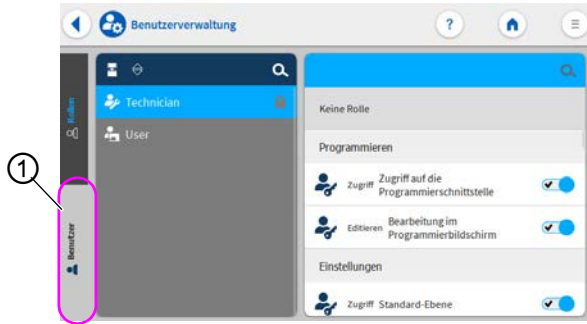 Benutzerverwaltung
?
Rollen
Technician
User
Keine Rolle
Programmieren
Zugriff Zugriff auf die
Programmierschnittstelle
Editieren Bearbeitung im
Programmierbildschirm
Einstellungen
Zugriff Standard-Ebene
1
Benutzer